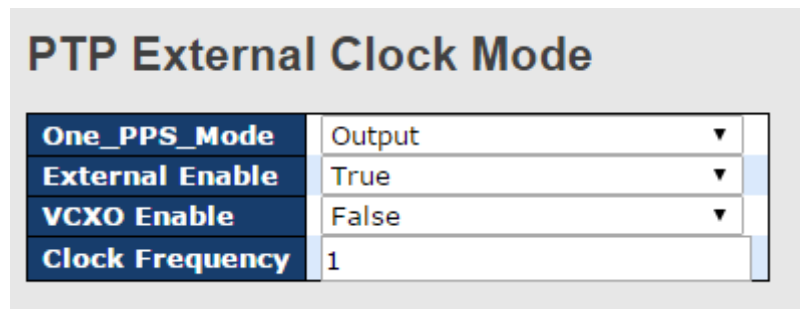 PTP External Clock Mode
One_PPS_Mode Output
External Enable True
VCXO Enable False
Clock Frequency 1